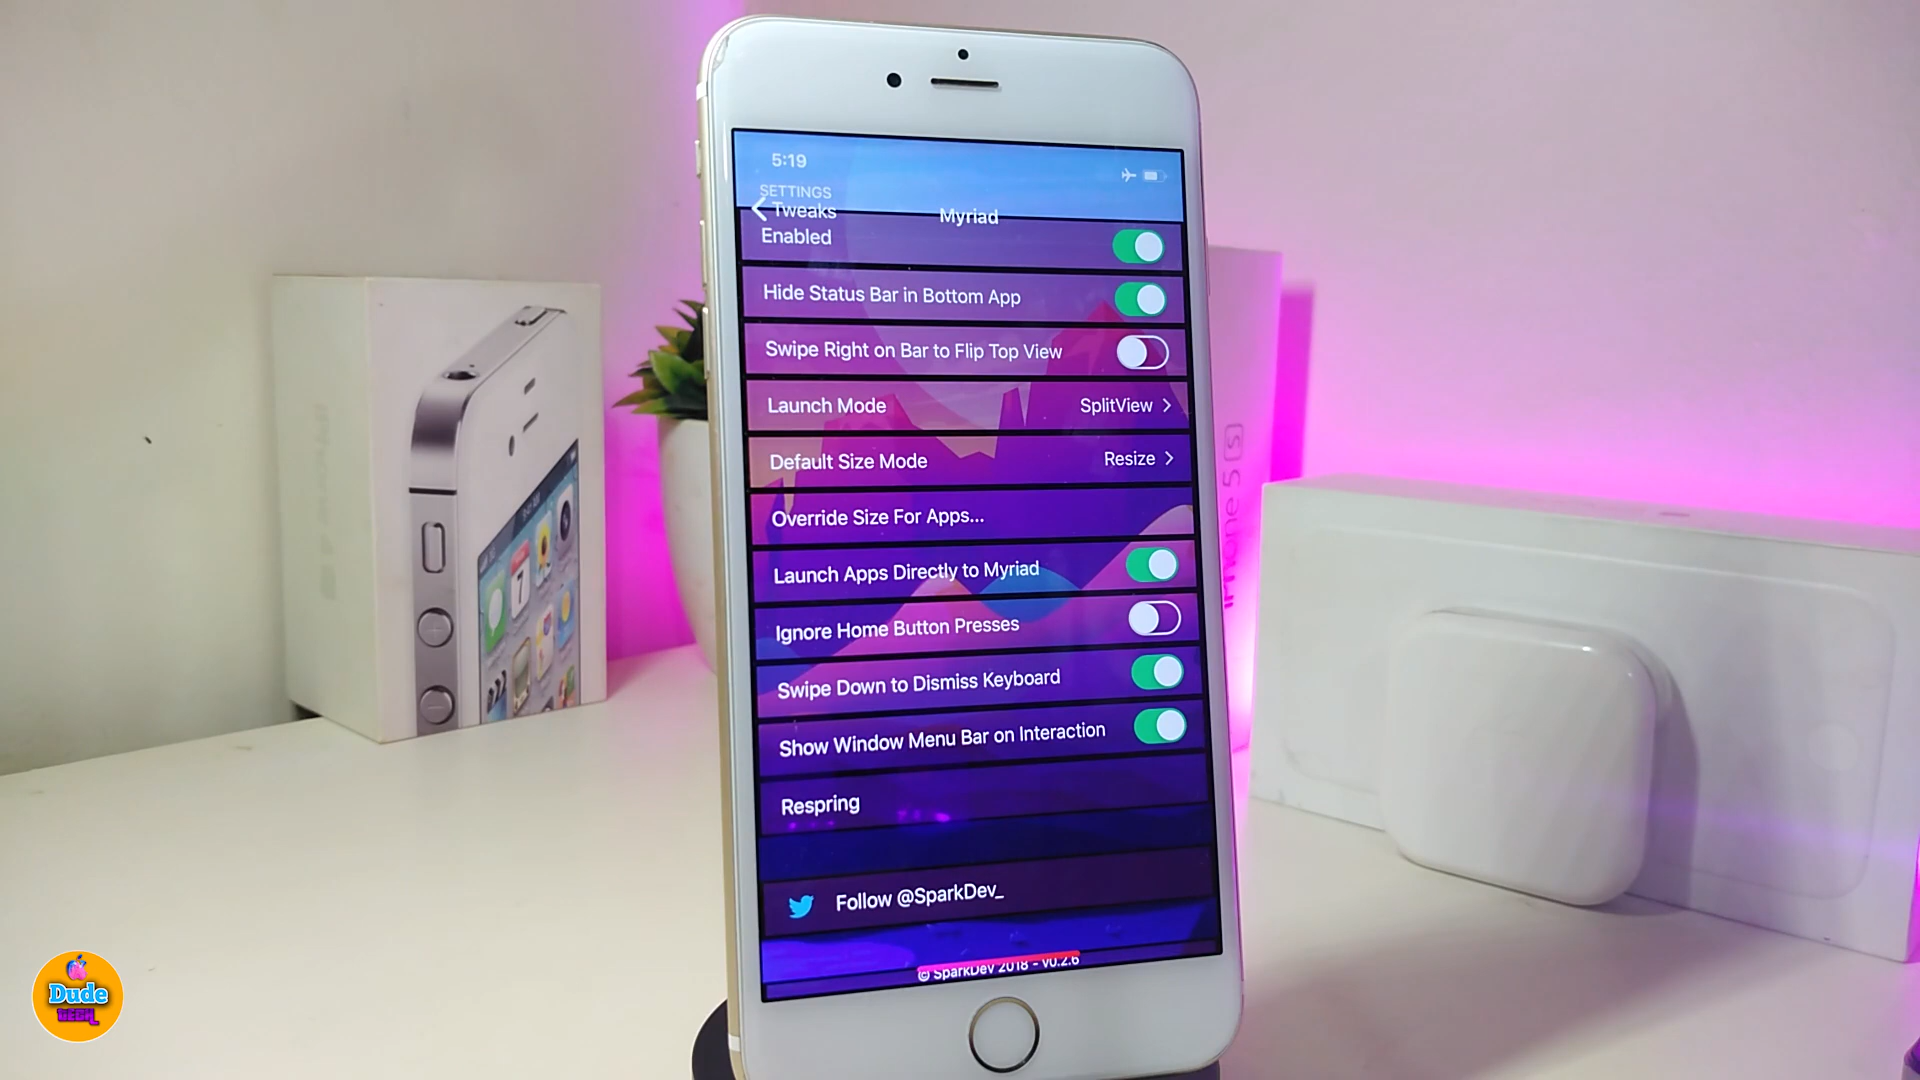 5:19
SETTINGS
Tweaks
Myriad
Enabled
Hide Status Bar in Bottom App
Swipe Right on Bar to Flip Top View
Launch Mode
SplitView
Default Size Mode
Resize
Override Size For Apps...
Launch Apps Directly to Myriad
Ignore Home Button Presses
Swipe Down to Dismiss Keyboard
Show Window Menu Bar on Interaction
Respring
Follow @SparkDev_
© SparkDev 2018 - v0.2.6
iPhone 5 S
Dude
TECH